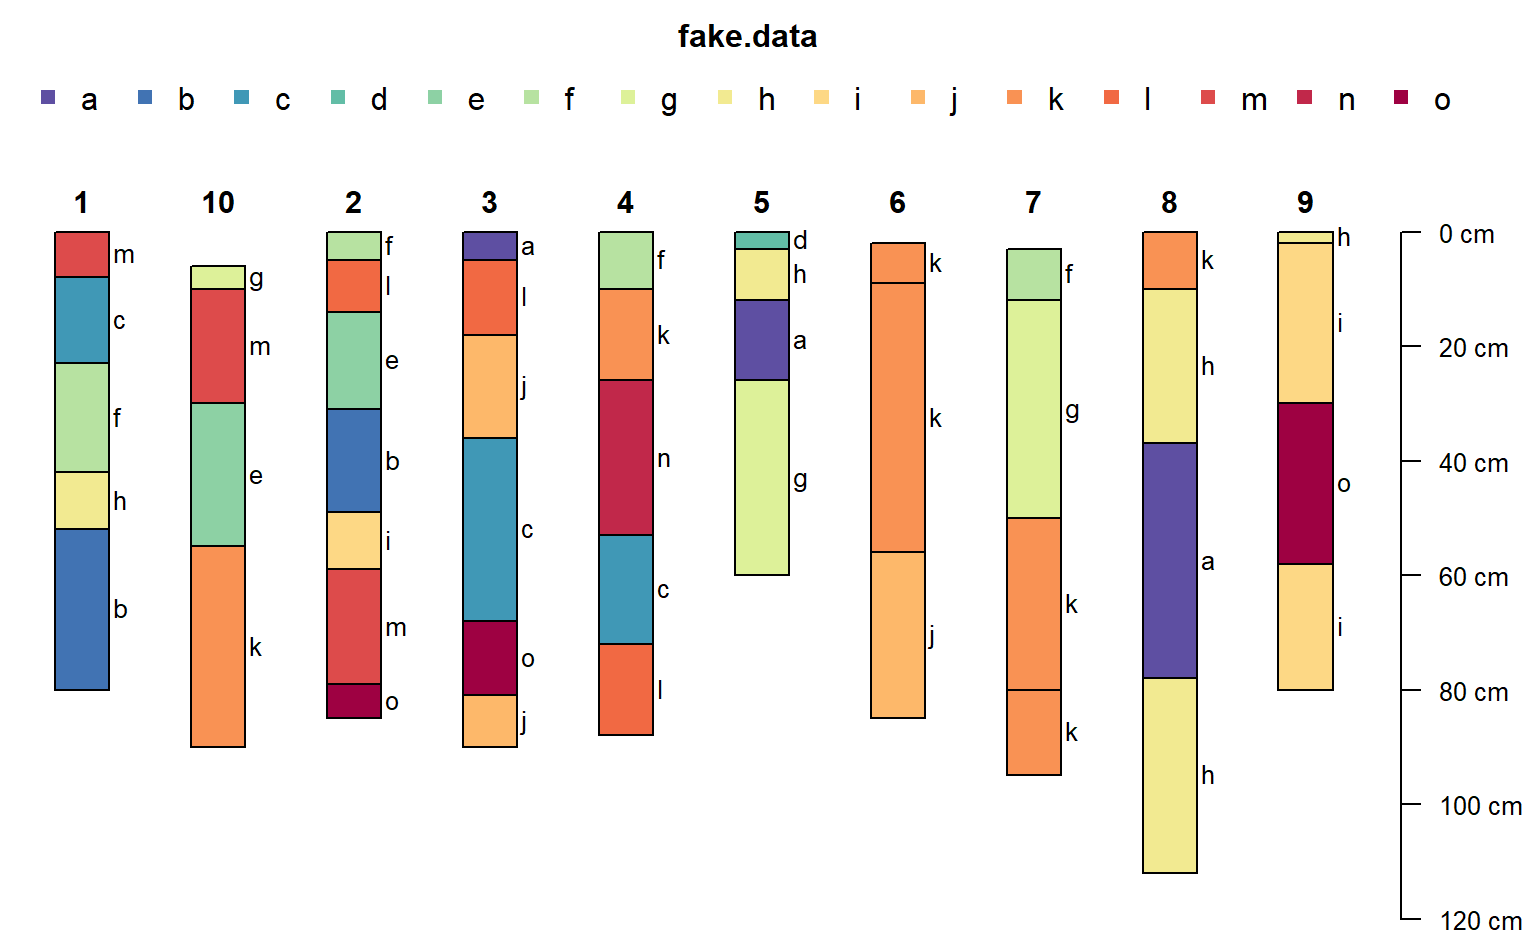 fake.data
a b c d e f g h i j k l m n o
1 10 2 3 4 5 6 7 8 9
m
c
f
h
b
g
m
e
k
f
l
e
b
i
m
o
a
l
j
c
o
j
f
k
n
c
l
d
h
a
g
k
k
j
f
g
k
k
k
h
a
h
h
i
o
i
0 cm
20 cm
40 cm
60 cm
80 cm
100 cm
120 cm